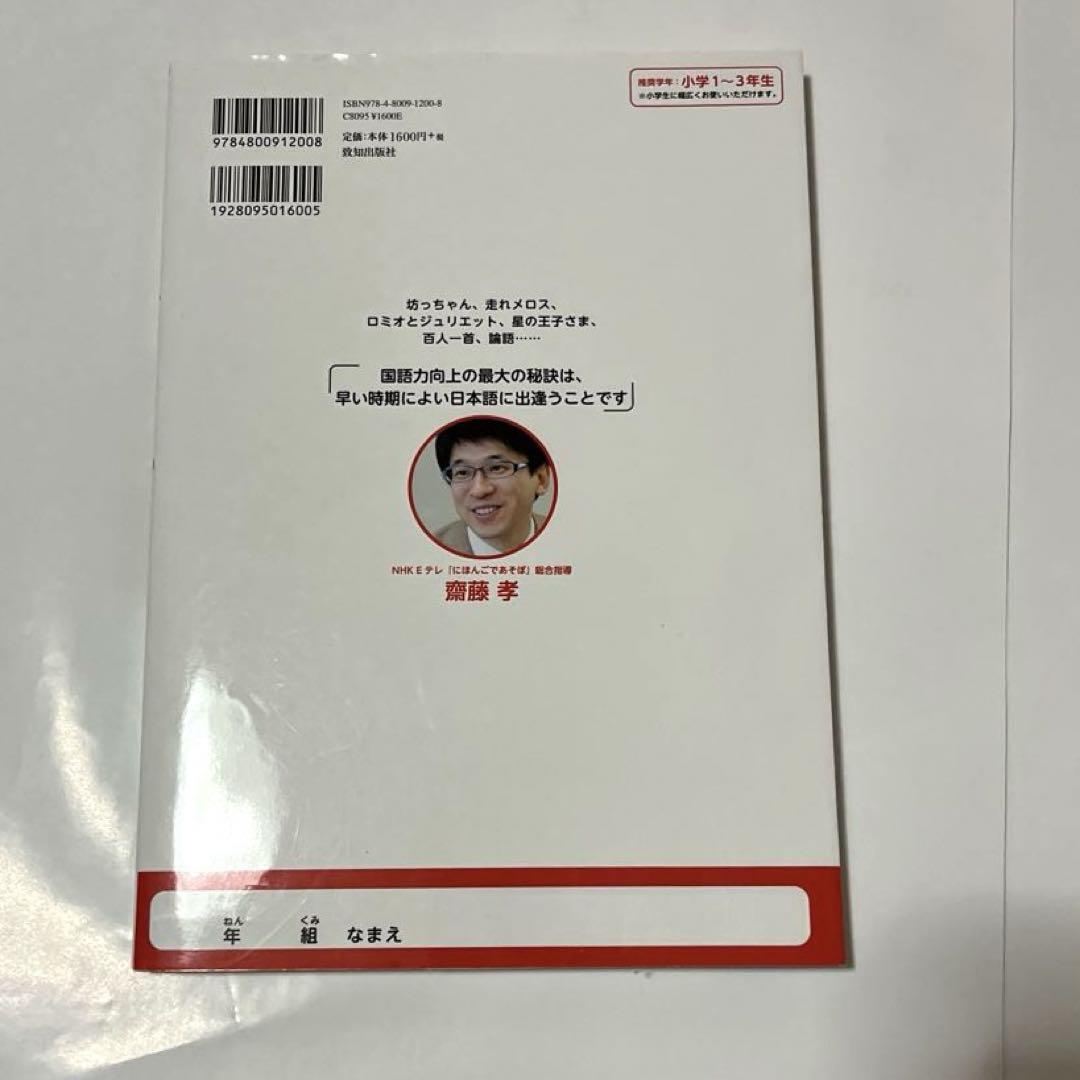 推奨学年：小学1～3年生
※小学生に幅広くお使いいただけます。
ISBN978-4-8009-1200-8
C8095 ¥1600E
9784800912008
定価：本体1600円＋税
致知出版社
1928095016005
坊っちゃん、走れメロス、
ロミオとジュリエット、星の王子さま、
百人一首、論語……
「国語力向上の最大の秘訣は、
早い時期によい日本語に出逢うことです」
NHK Eテレ「にほんごであそぼ」総合指導
齋藤 孝
ねん くみ
年 組 なまえ